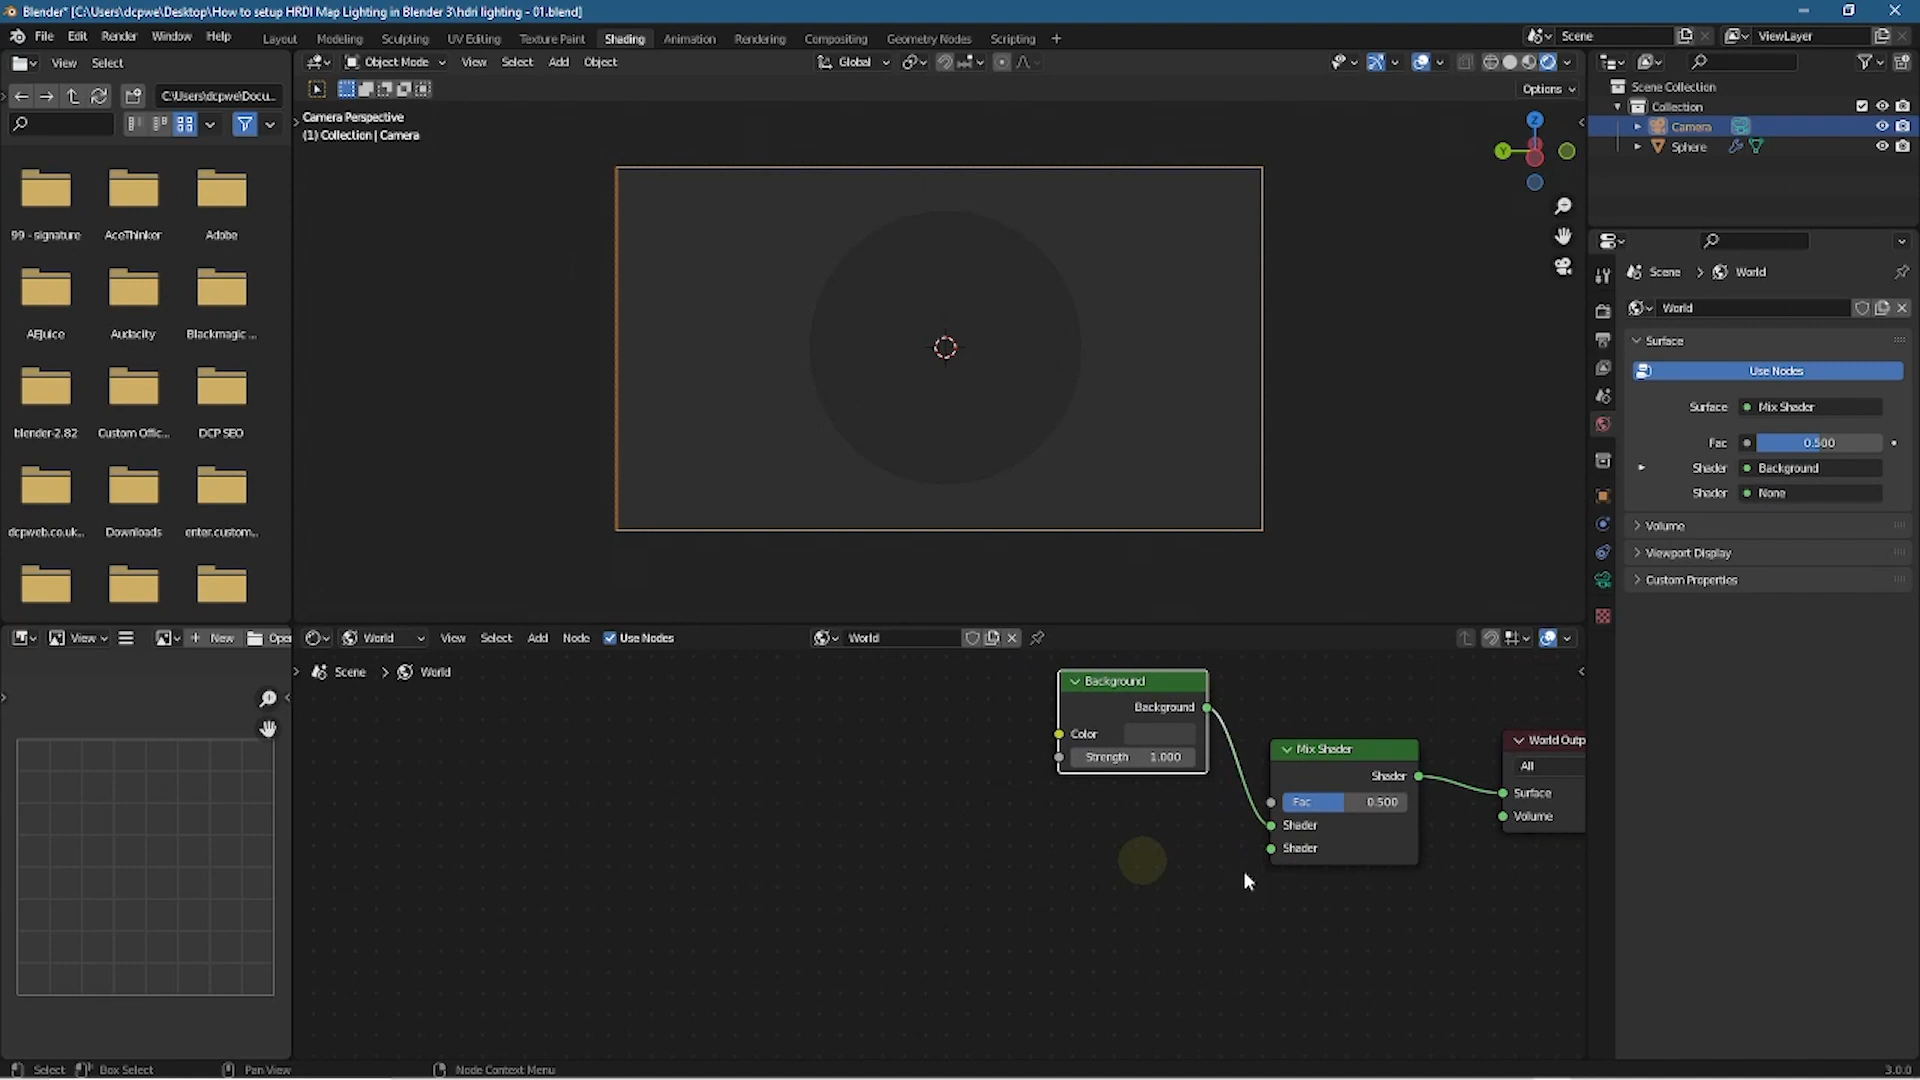 Blender* [C:\Users\dcpwe\Desktop\How to setup HRDI Map Lighting in Blender 3\hdri lighting - 01.blend]
File Edit Render Window Help
Layout Modeling Sculpting UV Editing Texture Paint Shading Animation Rendering Compositing Geometry Nodes Scripting +
Scene
ViewLayer
View Select
Object Mode View Select Add Object
Global
C:\Users\dcpwe\Docu...
Options
Camera Perspective
(1) Collection | Camera
Z
Y
99 - signature AceThinker Adobe
AEJuice Audacity Blackmagic ...
blender-2.82 Custom Offic... DCP SEO
dcpweb.co.uk... Downloads enter.custom...
Scene Collection
Collection
Camera
Sphere
Scene > World
World
Surface
Use Nodes
Surface Mix Shader
Fac 0.500
Shader Background
Shader None
Volume
Viewport Display
Custom Properties
View + New Open
World View Select Add Node Use Nodes
World
Scene > World
Background
Background
Color
Strength 1.000
Mix Shader
Shader
Fac 0.500
Shader
Shader
World Outp
All
Surface
Volume
Select Box Select Pan View Node Context Menu
3.0.0